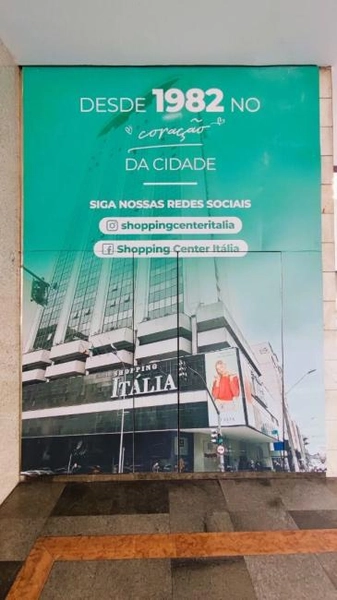 DESDE 1982 NO
coração
DA CIDADE
SIGA NOSSAS REDES SOCIAIS
shoppingcenteritalia
Shopping Center Itália
SHOPPING
ITÁLIA